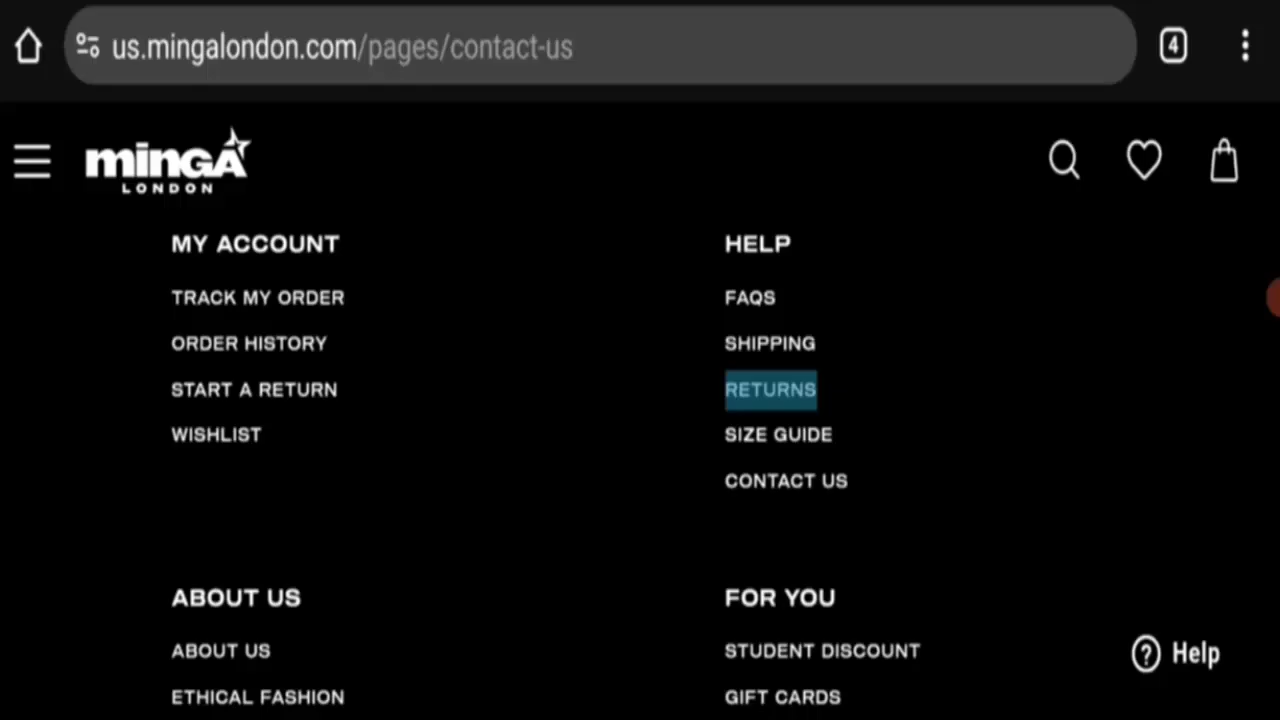 us.mingalondon.com/pages/contact-us
4
minGA
LONDON
MY ACCOUNT
TRACK MY ORDER
ORDER HISTORY
START A RETURN
WISHLIST
HELP
FAQS
SHIPPING
RETURNS
SIZE GUIDE
CONTACT US
ABOUT US
ABOUT US
ETHICAL FASHION
FOR YOU
STUDENT DISCOUNT
GIFT CARDS
? Help